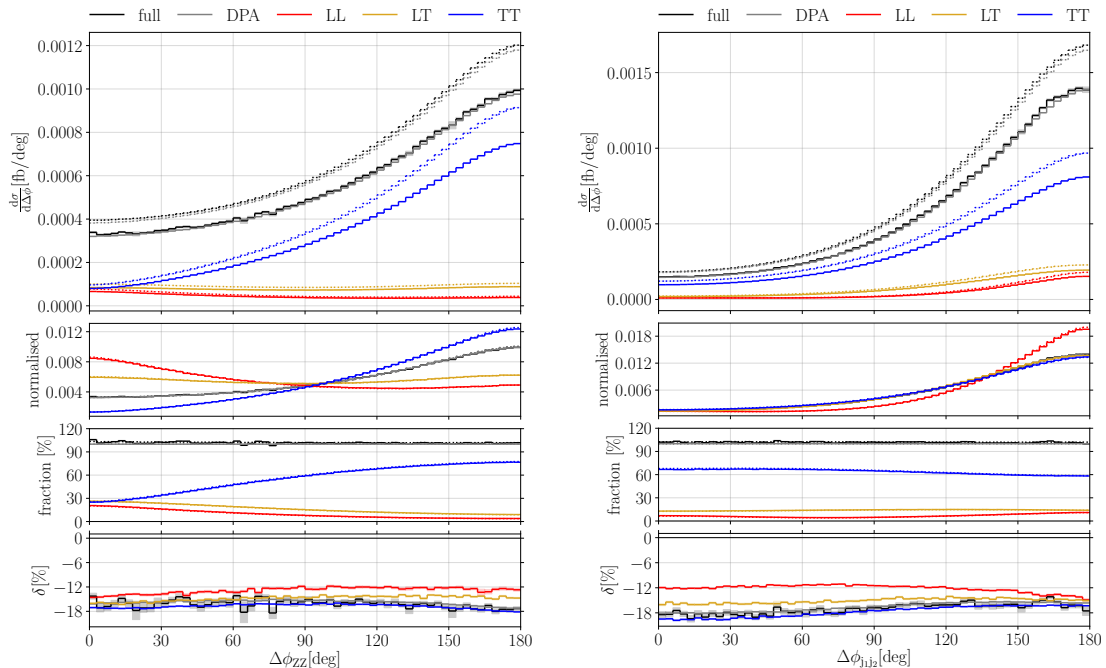 full DPA LL LT TT
0.0012
0.0010
0.0008
0.0006
0.0004
0.0002
0.0000
dσ/dΔϕ [fb/deg]
0.012
0.008
0.004
normalised
120
90
60
30
0
fraction [%]
0
−6
−12
−18
δ[%]
0 30 60 90 120 150 180
Δϕ_ZZ[deg]
full DPA LL LT TT
0.0015
0.0010
0.0005
0.0000
dσ/dΔϕ [fb/deg]
0.018
0.012
0.006
normalised
120
90
60
30
0
fraction [%]
0
−6
−12
−18
δ[%]
0 30 60 90 120 150 180
Δϕ_j₁j₂[deg]